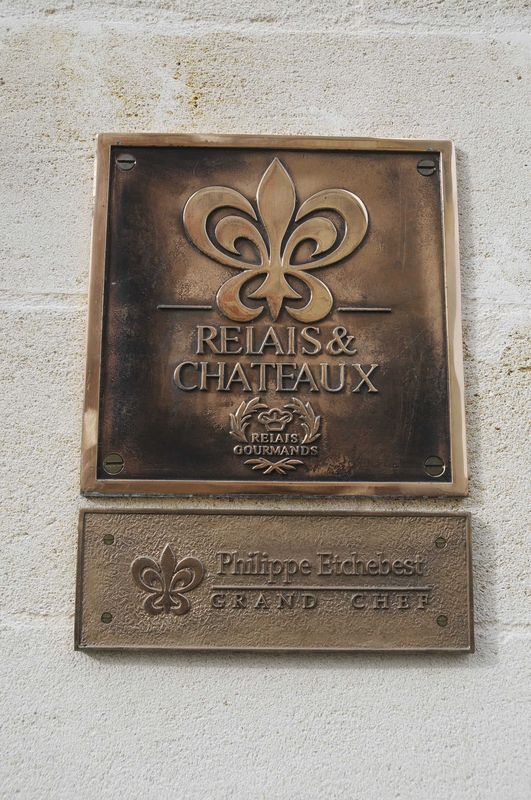 RELAIS &
CHATEAUX
RELAIS
GOURMANDS
Philippe Etchebest
GRAND CHEF